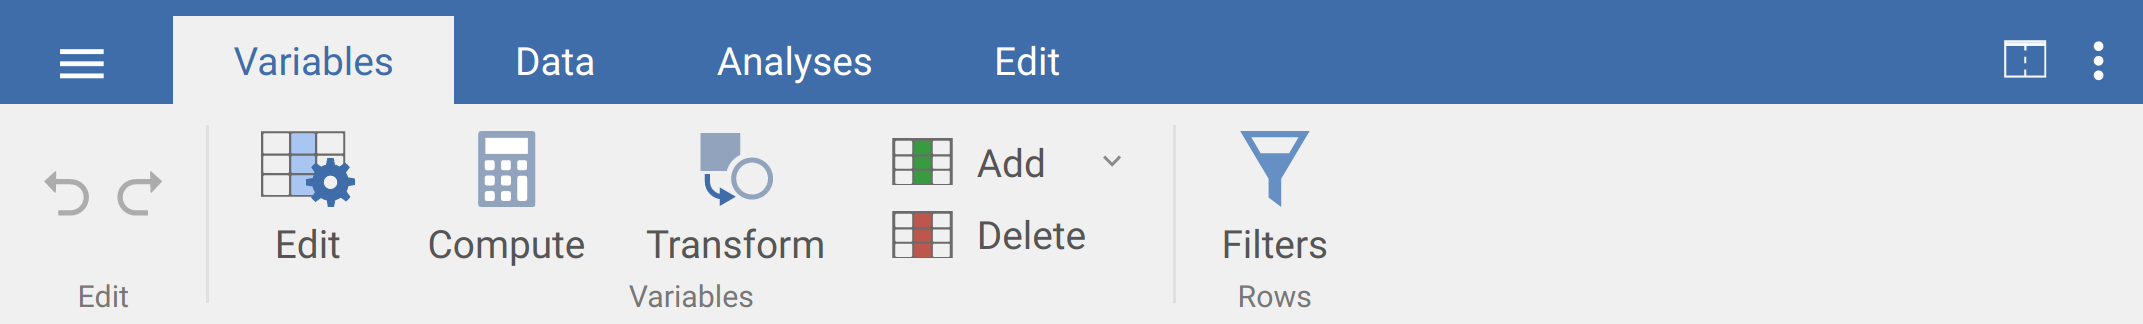 Variables Data Analyses Edit
Add
Delete
Edit Compute Transform Filters
Edit Variables Rows